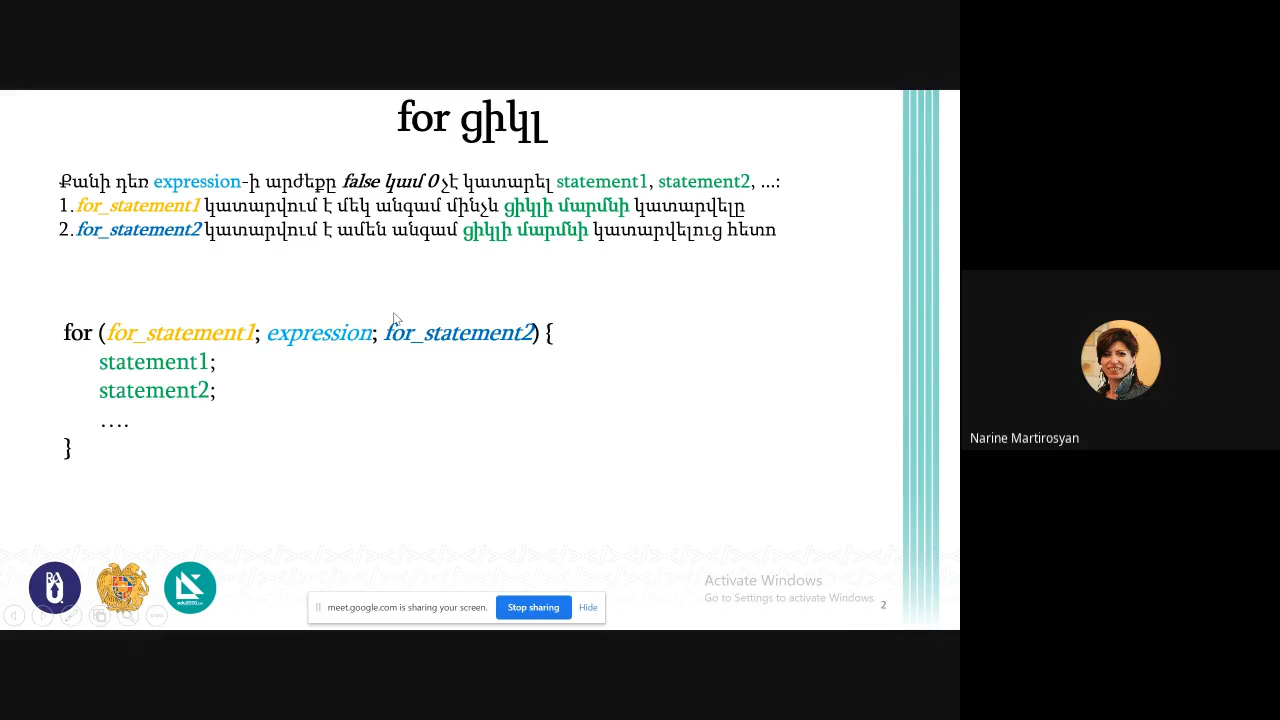 for ցիկլ
Քանի դեռ expression-ի արժեքը false կամ 0 չէ կատարել statement1, statement2, ...:
1. for_statement1 կատարվում է մեկ անգամ մինչև ցիկլի մարմնի կատարվելը
2. for_statement2 կատարվում է ամեն անգամ ցիկլի մարմնի կատարվելուց հետո
for (for_statement1; expression; for_statement2) {
statement1;
statement2;
....
}
Narine Martirosyan
Activate Windows
Go to Settings to activate Windows.
2
meet.google.com is sharing your screen.
Stop sharing
Hide